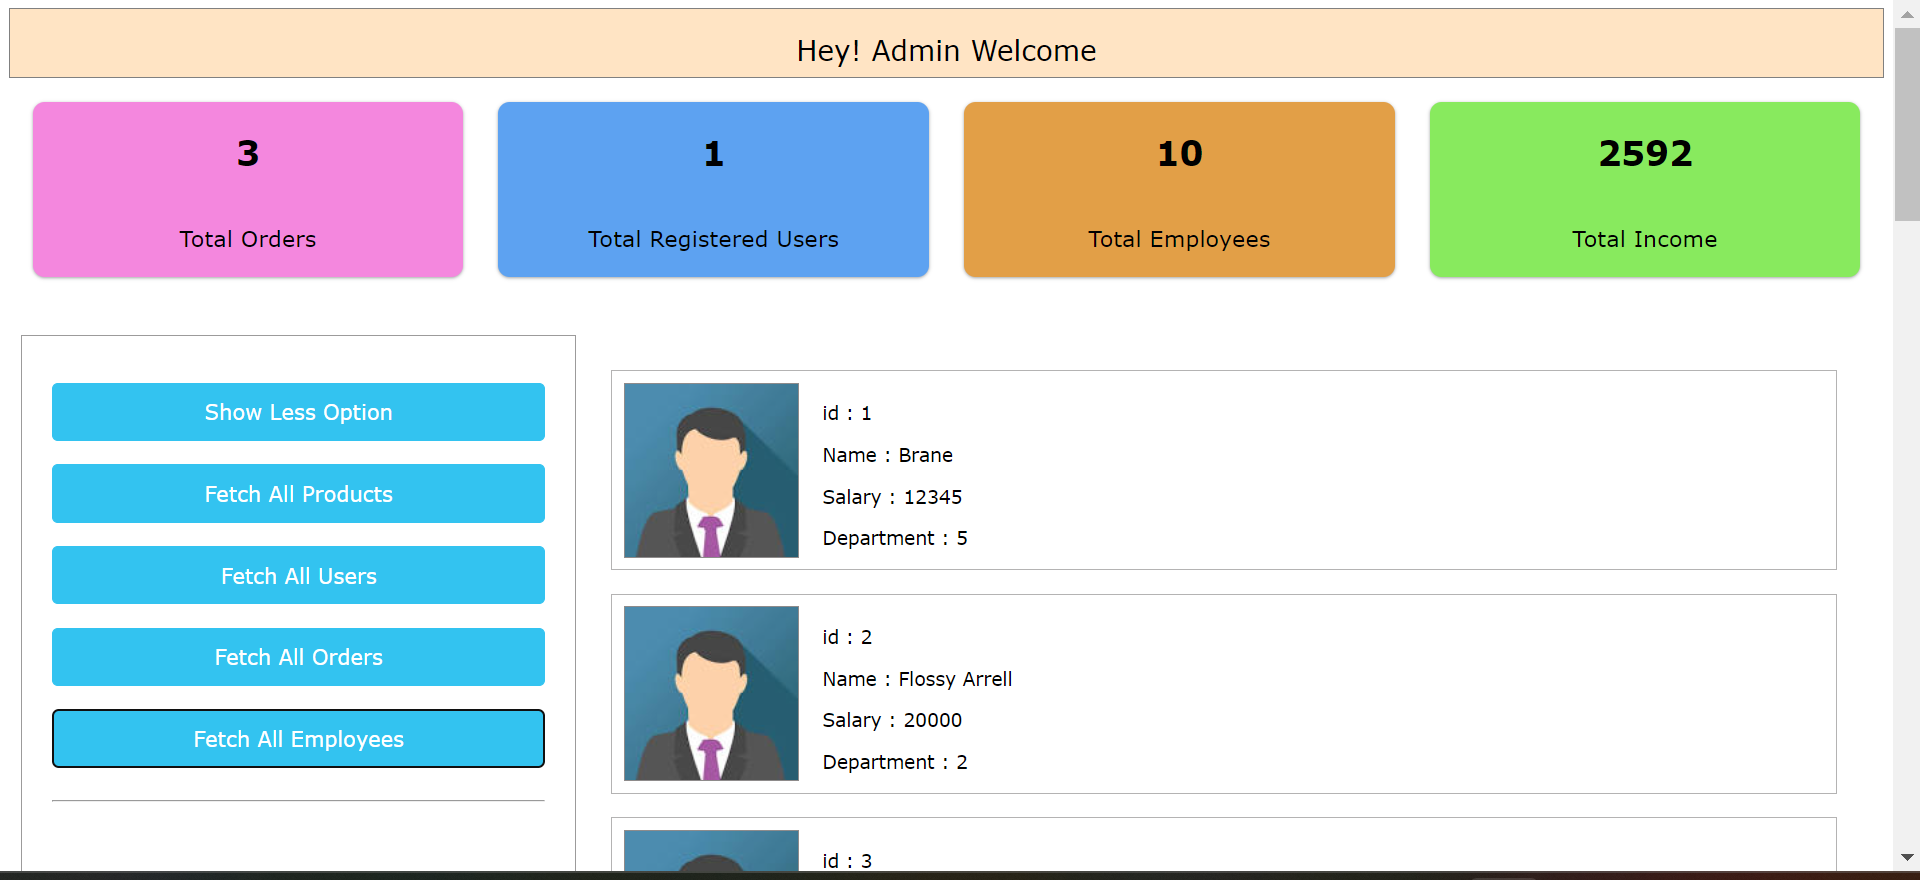 Hey! Admin Welcome
3
Total Orders
1
Total Registered Users
10
Total Employees
2592
Total Income
Show Less Option
Fetch All Products
Fetch All Users
Fetch All Orders
Fetch All Employees
id : 1
Name : Brane
Salary : 12345
Department : 5
id : 2
Name : Flossy Arrell
Salary : 20000
Department : 2
id : 3